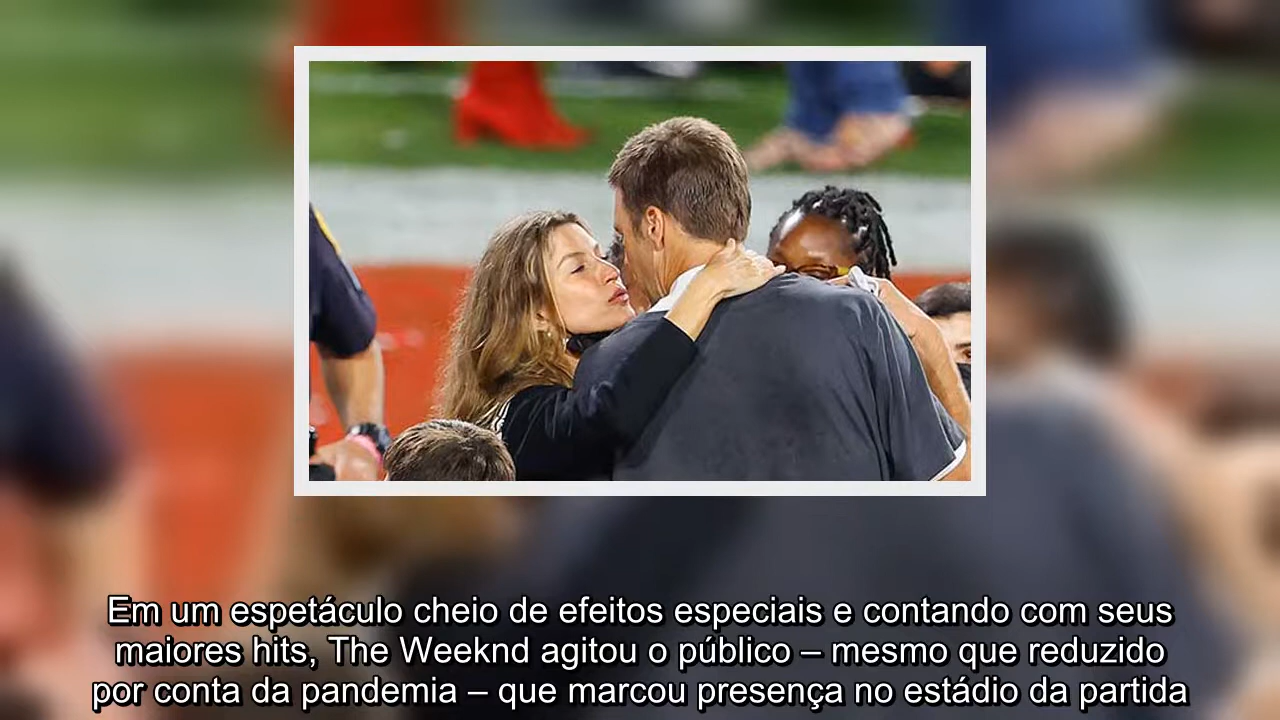 Em um espetáculo cheio de efeitos especiais e contando com seus
maiores hits, The Weeknd agitou o público – mesmo que reduzido
por conta da pandemia – que marcou presença no estádio da partida